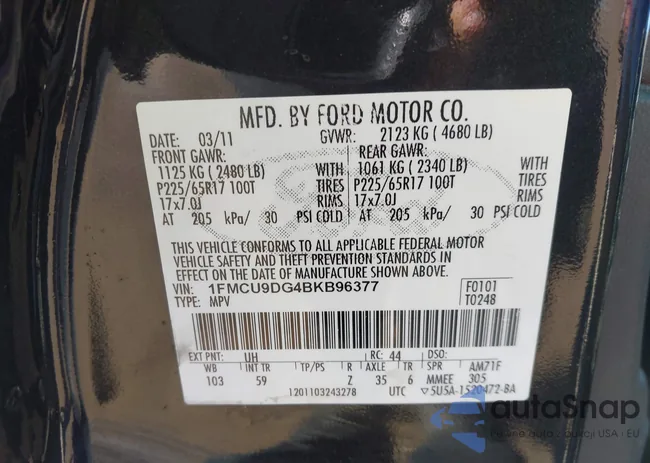 MFD. BY FORD MOTOR CO.
DATE: 03/11 GVWR: 2123 KG ( 4680 LB)
FRONT GAWR: REAR GAWR:
1125 KG ( 2480 LB) WITH 1061 KG ( 2340 LB) WITH
P225/65R17 100T TIRES P225/65R17 100T TIRES
17x7.0J RIMS 17x7.0J RIMS
AT 205 kPa/ 30 PSI COLD AT 205 kPa/ 30 PSI COLD
THIS VEHICLE CONFORMS TO ALL APPLICABLE FEDERAL MOTOR
VEHICLE SAFETY AND THEFT PREVENTION STANDARDS IN
EFFECT ON THE DATE OF MANUFACTURE SHOWN ABOVE.
VIN: 1FMCU9DG4BKB96377 F0101
TYPE: MPV T0248
EXT PNT: UH RC: 44 DSO:
WB INT TR TP/PS R AXLE TR SPR AM71F
103 59 Z 35 6 MMEE 305
1201103243278 UTC 5U5A-1520472-BA
autoSnap